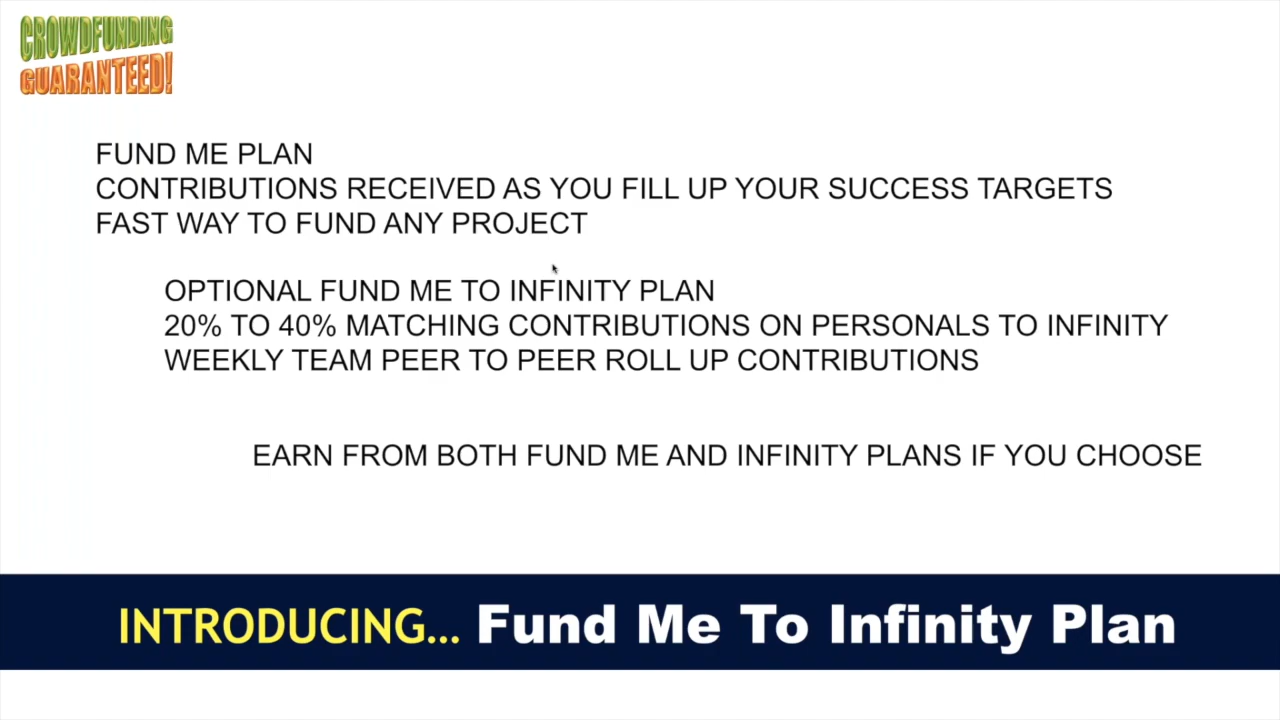 CROWDFUNDING
GUARANTEED!
FUND ME PLAN
CONTRIBUTIONS RECEIVED AS YOU FILL UP YOUR SUCCESS TARGETS
FAST WAY TO FUND ANY PROJECT
OPTIONAL FUND ME TO INFINITY PLAN
20% TO 40% MATCHING CONTRIBUTIONS ON PERSONALS TO INFINITY
WEEKLY TEAM PEER TO PEER ROLL UP CONTRIBUTIONS
EARN FROM BOTH FUND ME AND INFINITY PLANS IF YOU CHOOSE
INTRODUCING... Fund Me To Infinity Plan